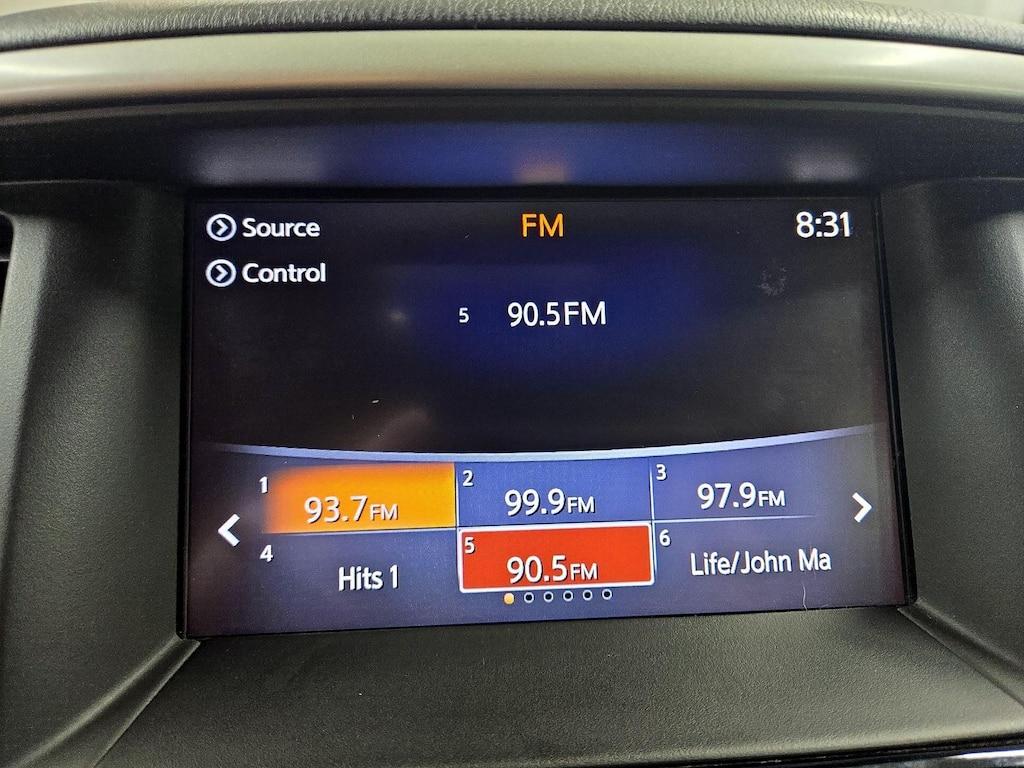 Source FM 8:31
Control
5 90.5FM
1 93.7FM 2 99.9FM 3 97.9FM
4 Hits 1 5 90.5FM 6 Life/John Ma